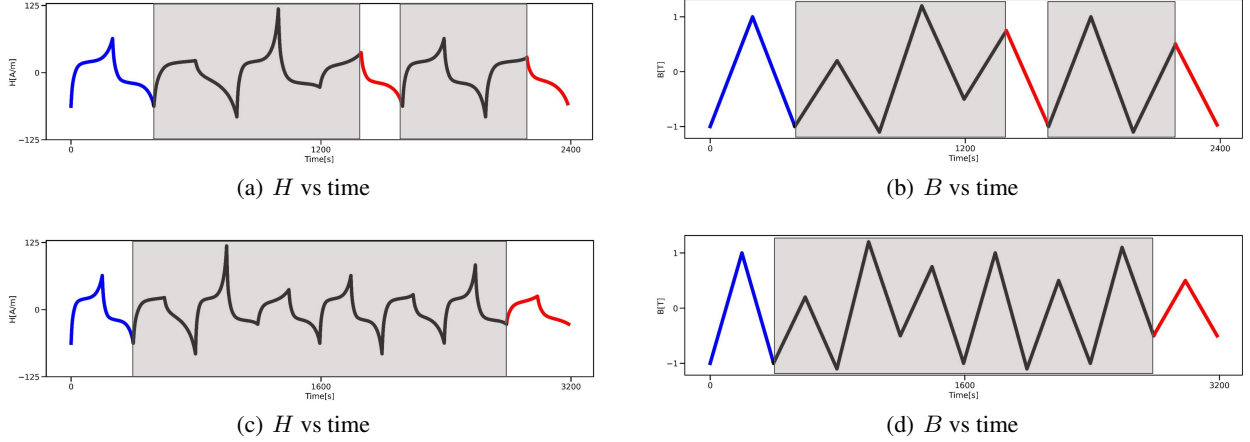 125
0
−125
H[A/m]
0 1200 2400
Time[s]
(a) H vs time
1
0
−1
B[T]
0 1200 2400
Time[s]
(b) B vs time
125
0
−125
H[A/m]
0 1600 3200
Time[s]
(c) H vs time
1
0
−1
B[T]
0 1600 3200
Time[s]
(d) B vs time